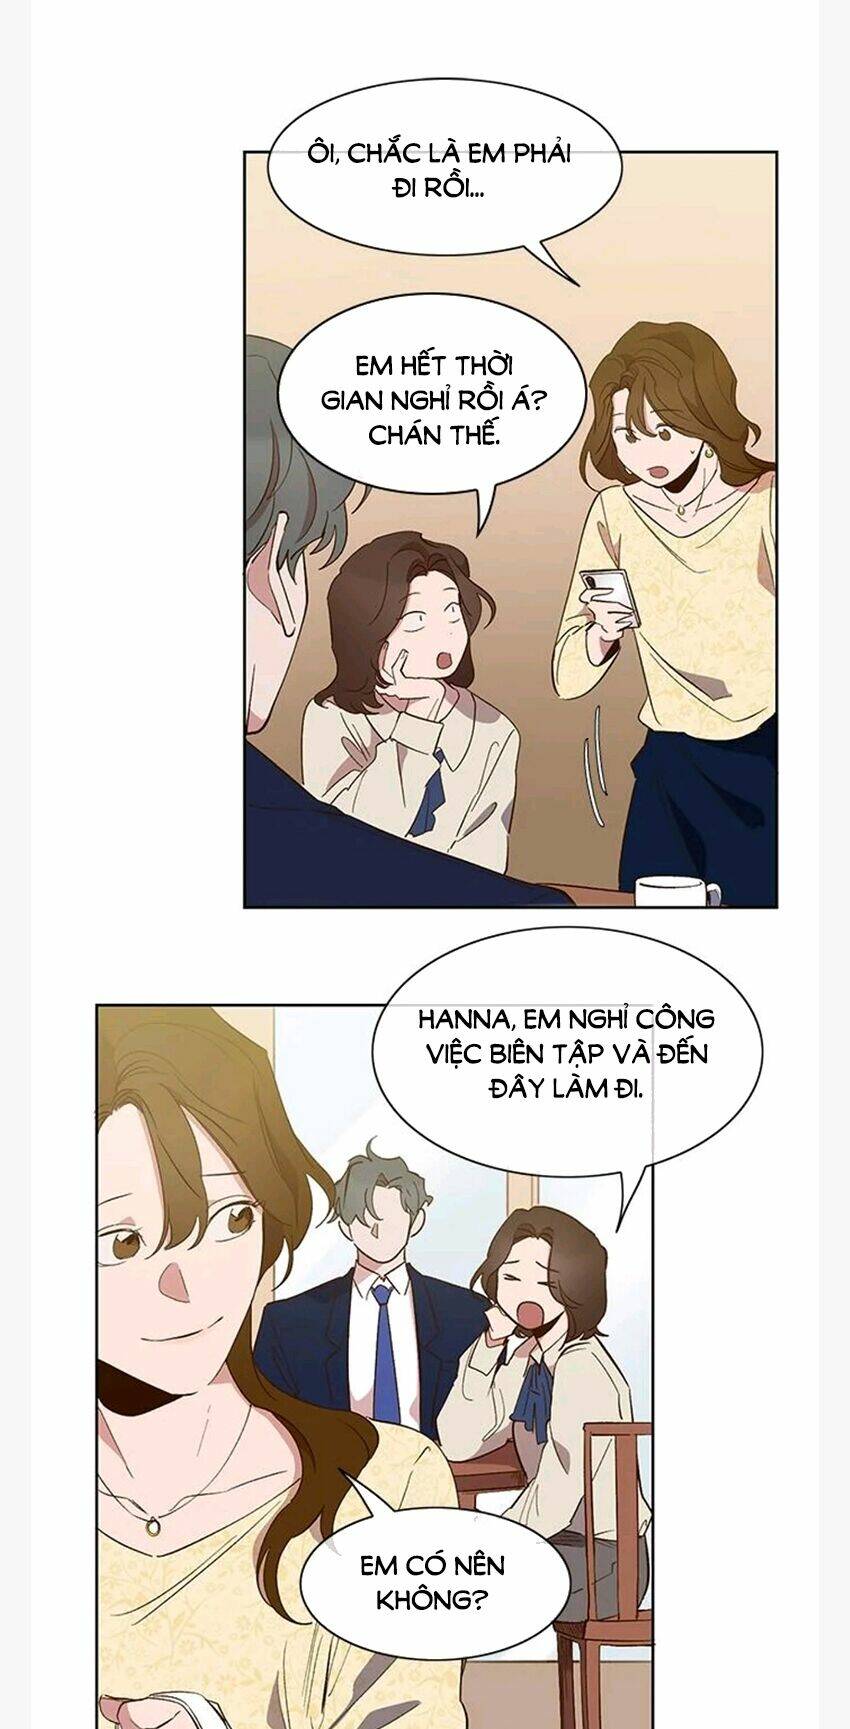 ÔI, CHẮC LÀ EM PHẢI
ĐI RỒI...
EM HẾT THỜI
GIAN NGHỈ RỒI Á?
CHÁN THẾ.
HANNA, EM NGHỈ CÔNG
VIỆC BIÊN TẬP VÀ ĐẾN
ĐÂY LÀM ĐI.
EM CÓ NÊN
KHÔNG?